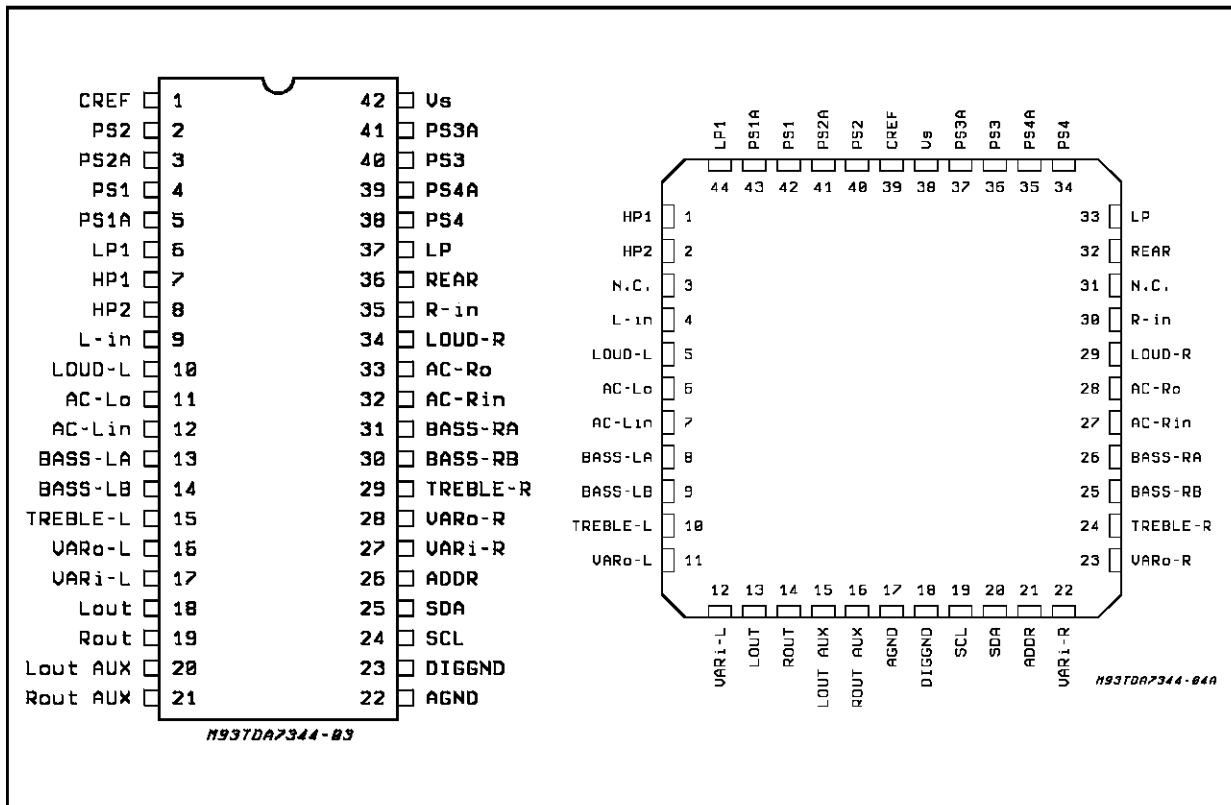 CREF 1 42 Vs
PS2 2 41 PS3A
PS2A 3 40 PS3
PS1 4 39 PS4A
PS1A 5 38 PS4
LP1 6 37 LP
HP1 7 36 REAR
HP2 8 35 R-in
L-in 9 34 LOUD-R
LOUD-L 10 33 AC-Ro
AC-Lo 11 32 AC-Rin
AC-Lin 12 31 BASS-RA
BASS-LA 13 30 BASS-RB
BASS-LB 14 29 TREBLE-R
TREBLE-L 15 28 VARo-R
VARo-L 16 27 VARi-R
VARi-L 17 26 ADDR
Lout 18 25 SDA
Rout 19 24 SCL
Lout AUX 20 23 DIGGND
Rout AUX 21 22 AGND
M93TDA7344-03
LP1 PS1A PS1 PS2A PS2 CREF Vs PS3A PS3 PS4A PS4
44 43 42 41 40 39 38 37 36 35 34
HP1 1 33 LP
HP2 2 32 REAR
N.C. 3 31 N.C.
L-in 4 30 R-in
LOUD-L 5 29 LOUD-R
AC-Lo 6 28 AC-Ro
AC-Lin 7 27 AC-Rin
BASS-LA 8 26 BASS-RA
BASS-LB 9 25 BASS-RB
TREBLE-L 10 24 TREBLE-R
VARo-L 11 23 VARo-R
12 13 14 15 16 17 18 19 20 21 22
VARi-L LOUT ROUT LOUT AUX ROUT AUX AGND DIGGND SCL SDA ADDR VARi-R
M93TDA7344-04A